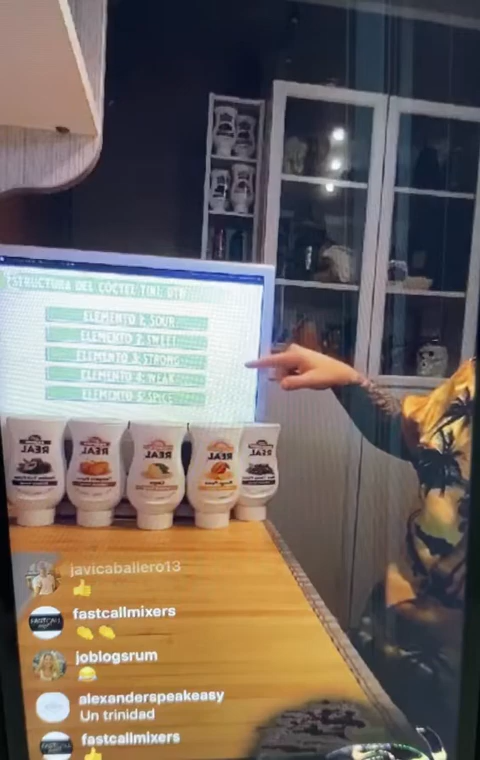 ESTRUCTURA DEL CÓCTEL TIKI
ELEMENTO 1: SOUR
ELEMENTO 2: SWEET
ELEMENTO 3: STRONG
ELEMENTO 4: WEAK
ELEMENTO 5: SPICE
REAL
REAL
REAL
REAL
REAL
javicaballero13
👍
fastcallmixers
👏👏
joblogsrum
😂
alexanderspeakeasy
Un trinidad
fastcallmixers
👍